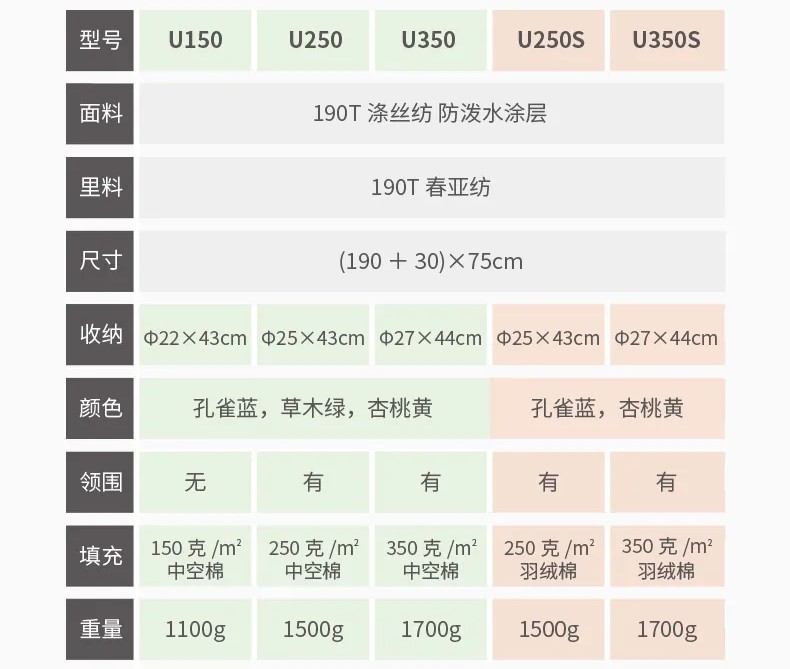 型号 U150 U250 U350 U250S U350S
面料 190T 涤丝纺 防泼水涂层
里料 190T 春亚纺
尺寸 (190 + 30)×75cm
收纳 Φ22×43cm Φ25×43cm Φ27×44cm Φ25×43cm Φ27×44cm
颜色 孔雀蓝，草木绿，杏桃黄 孔雀蓝，杏桃黄
领围 无 有 有 有 有
填充 150 克 /m² 250 克 /m² 350 克 /m² 250 克 /m² 350 克 /m²
中空棉 中空棉 中空棉 羽绒棉 羽绒棉
重量 1100g 1500g 1700g 1500g 1700g